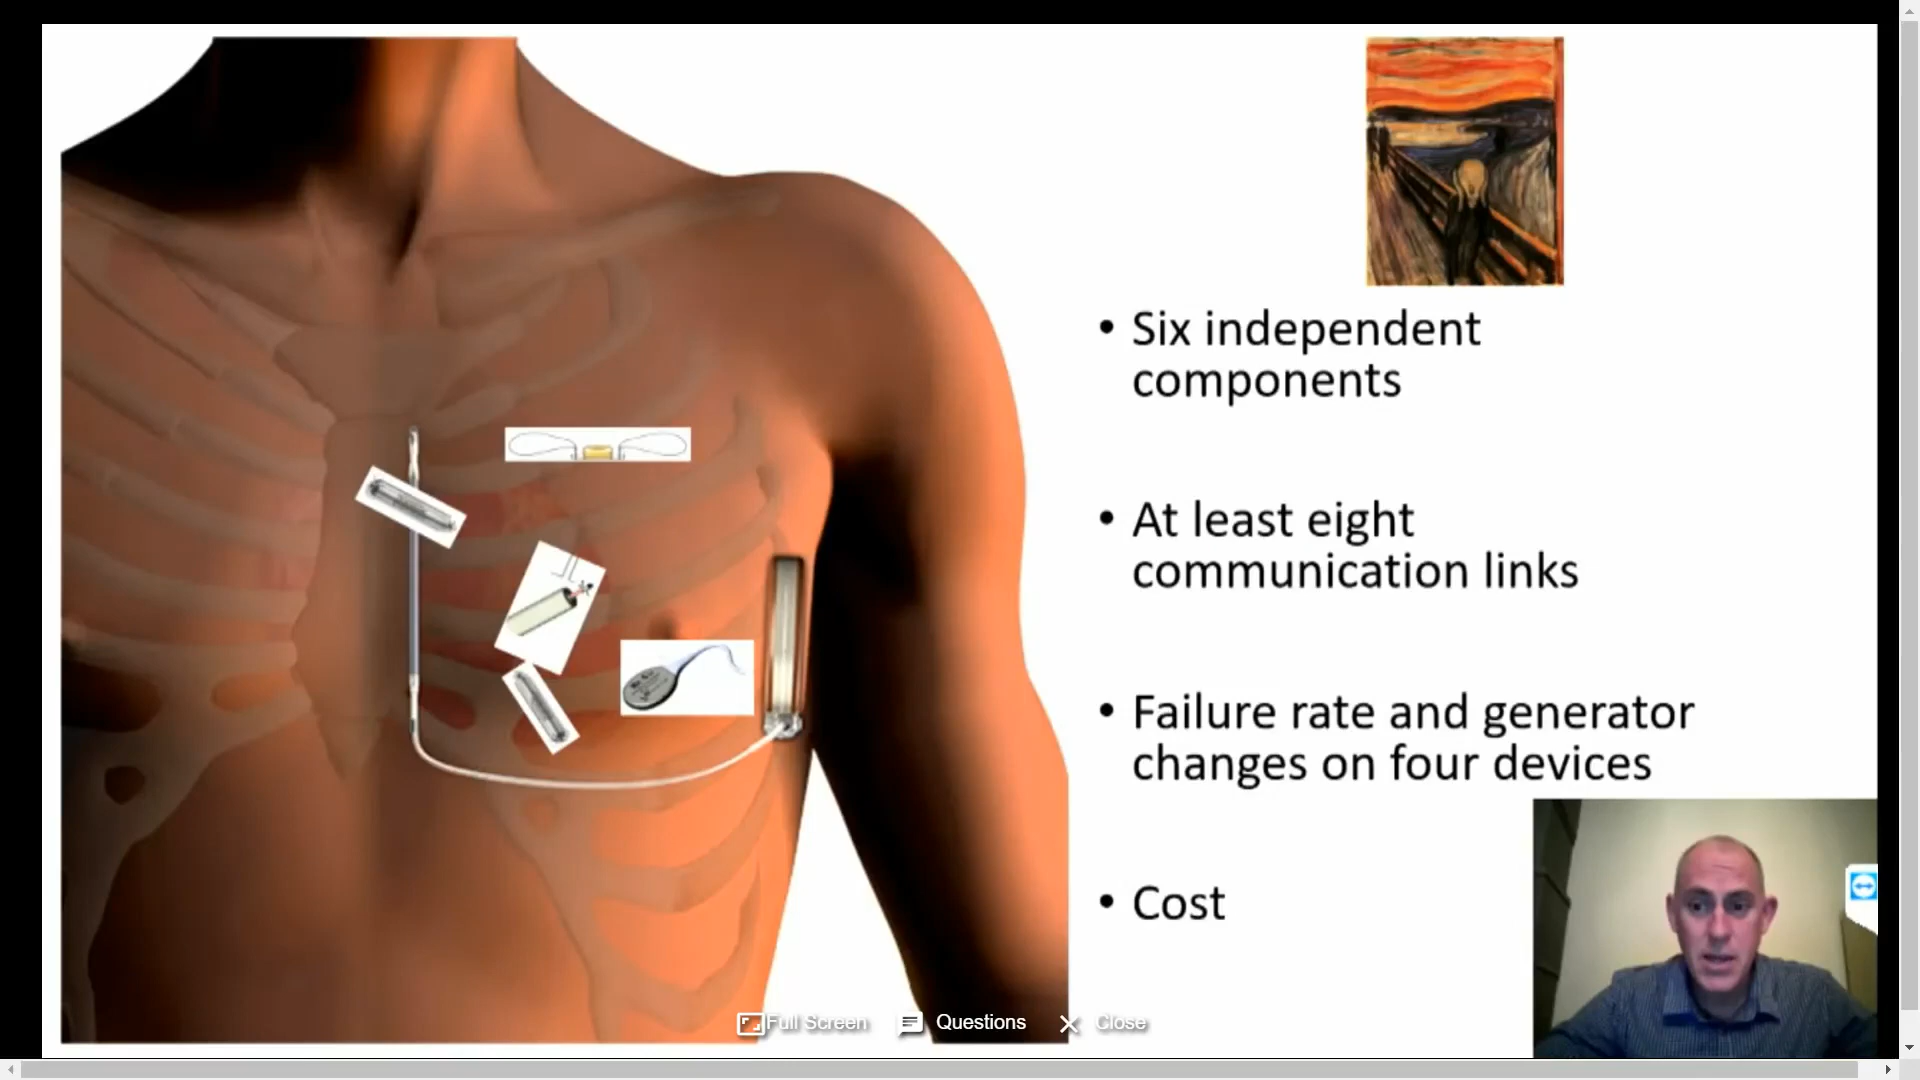 • Six independent
components
• At least eight
communication links
• Failure rate and generator
changes on four devices
• Cost
Full Screen
Questions
Close